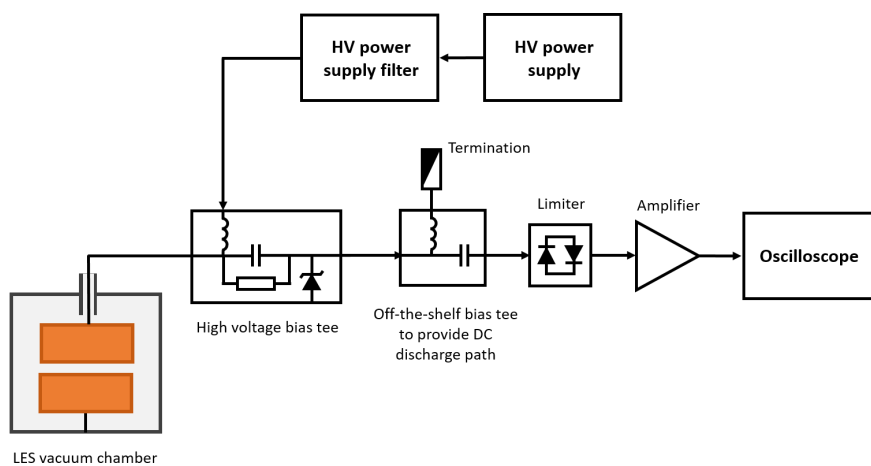 HV power
supply filter
HV power
supply
Termination
Limiter
Amplifier
Oscilloscope
High voltage bias tee
Off-the-shelf bias tee
to provide DC
discharge path
LES vacuum chamber